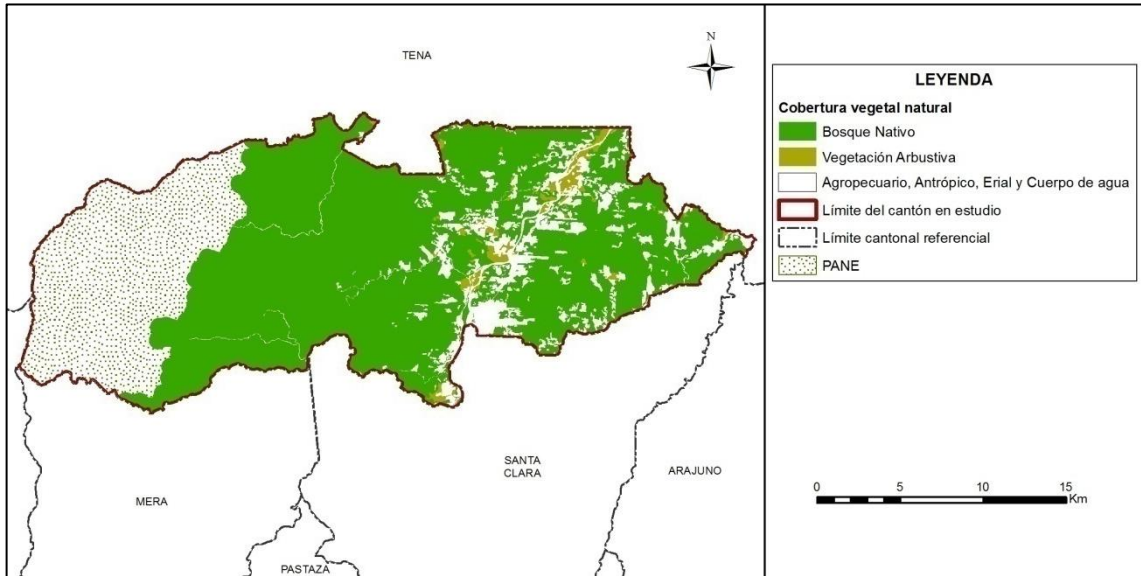 TENA
N
MERA
PASTAZA
SANTA
CLARA
ARAJUNO
LEYENDA
Cobertura vegetal natural
Bosque Nativo
Vegetación Arbustiva
Agropecuario, Antrópico, Erial y Cuerpo de agua
Límite del cantón en estudio
Límite cantonal referencial
PANE
0 5 10 15
Km